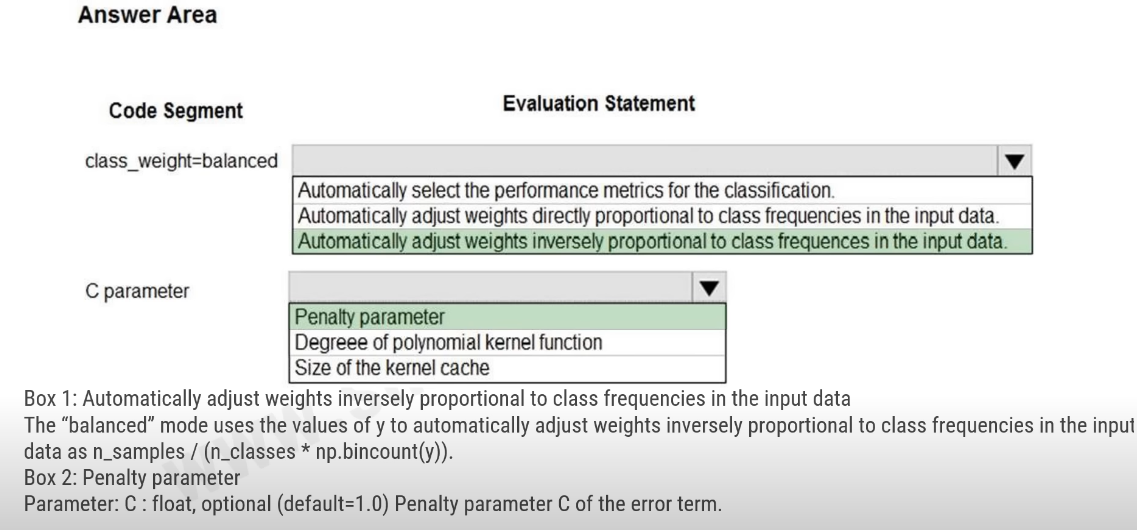 Answer Area
Code Segment
Evaluation Statement
class_weight=balanced
Automatically select the performance metrics for the classification.
Automatically adjust weights directly proportional to class frequencies in the input data.
Automatically adjust weights inversely proportional to class frequences in the input data.
C parameter
Penalty parameter
Degreee of polynomial kernel function
Size of the kernel cache
Box 1: Automatically adjust weights inversely proportional to class frequencies in the input data
The “balanced” mode uses the values of y to automatically adjust weights inversely proportional to class frequencies in the input
data as n_samples / (n_classes * np.bincount(y)).
Box 2: Penalty parameter
Parameter: C : float, optional (default=1.0) Penalty parameter C of the error term.